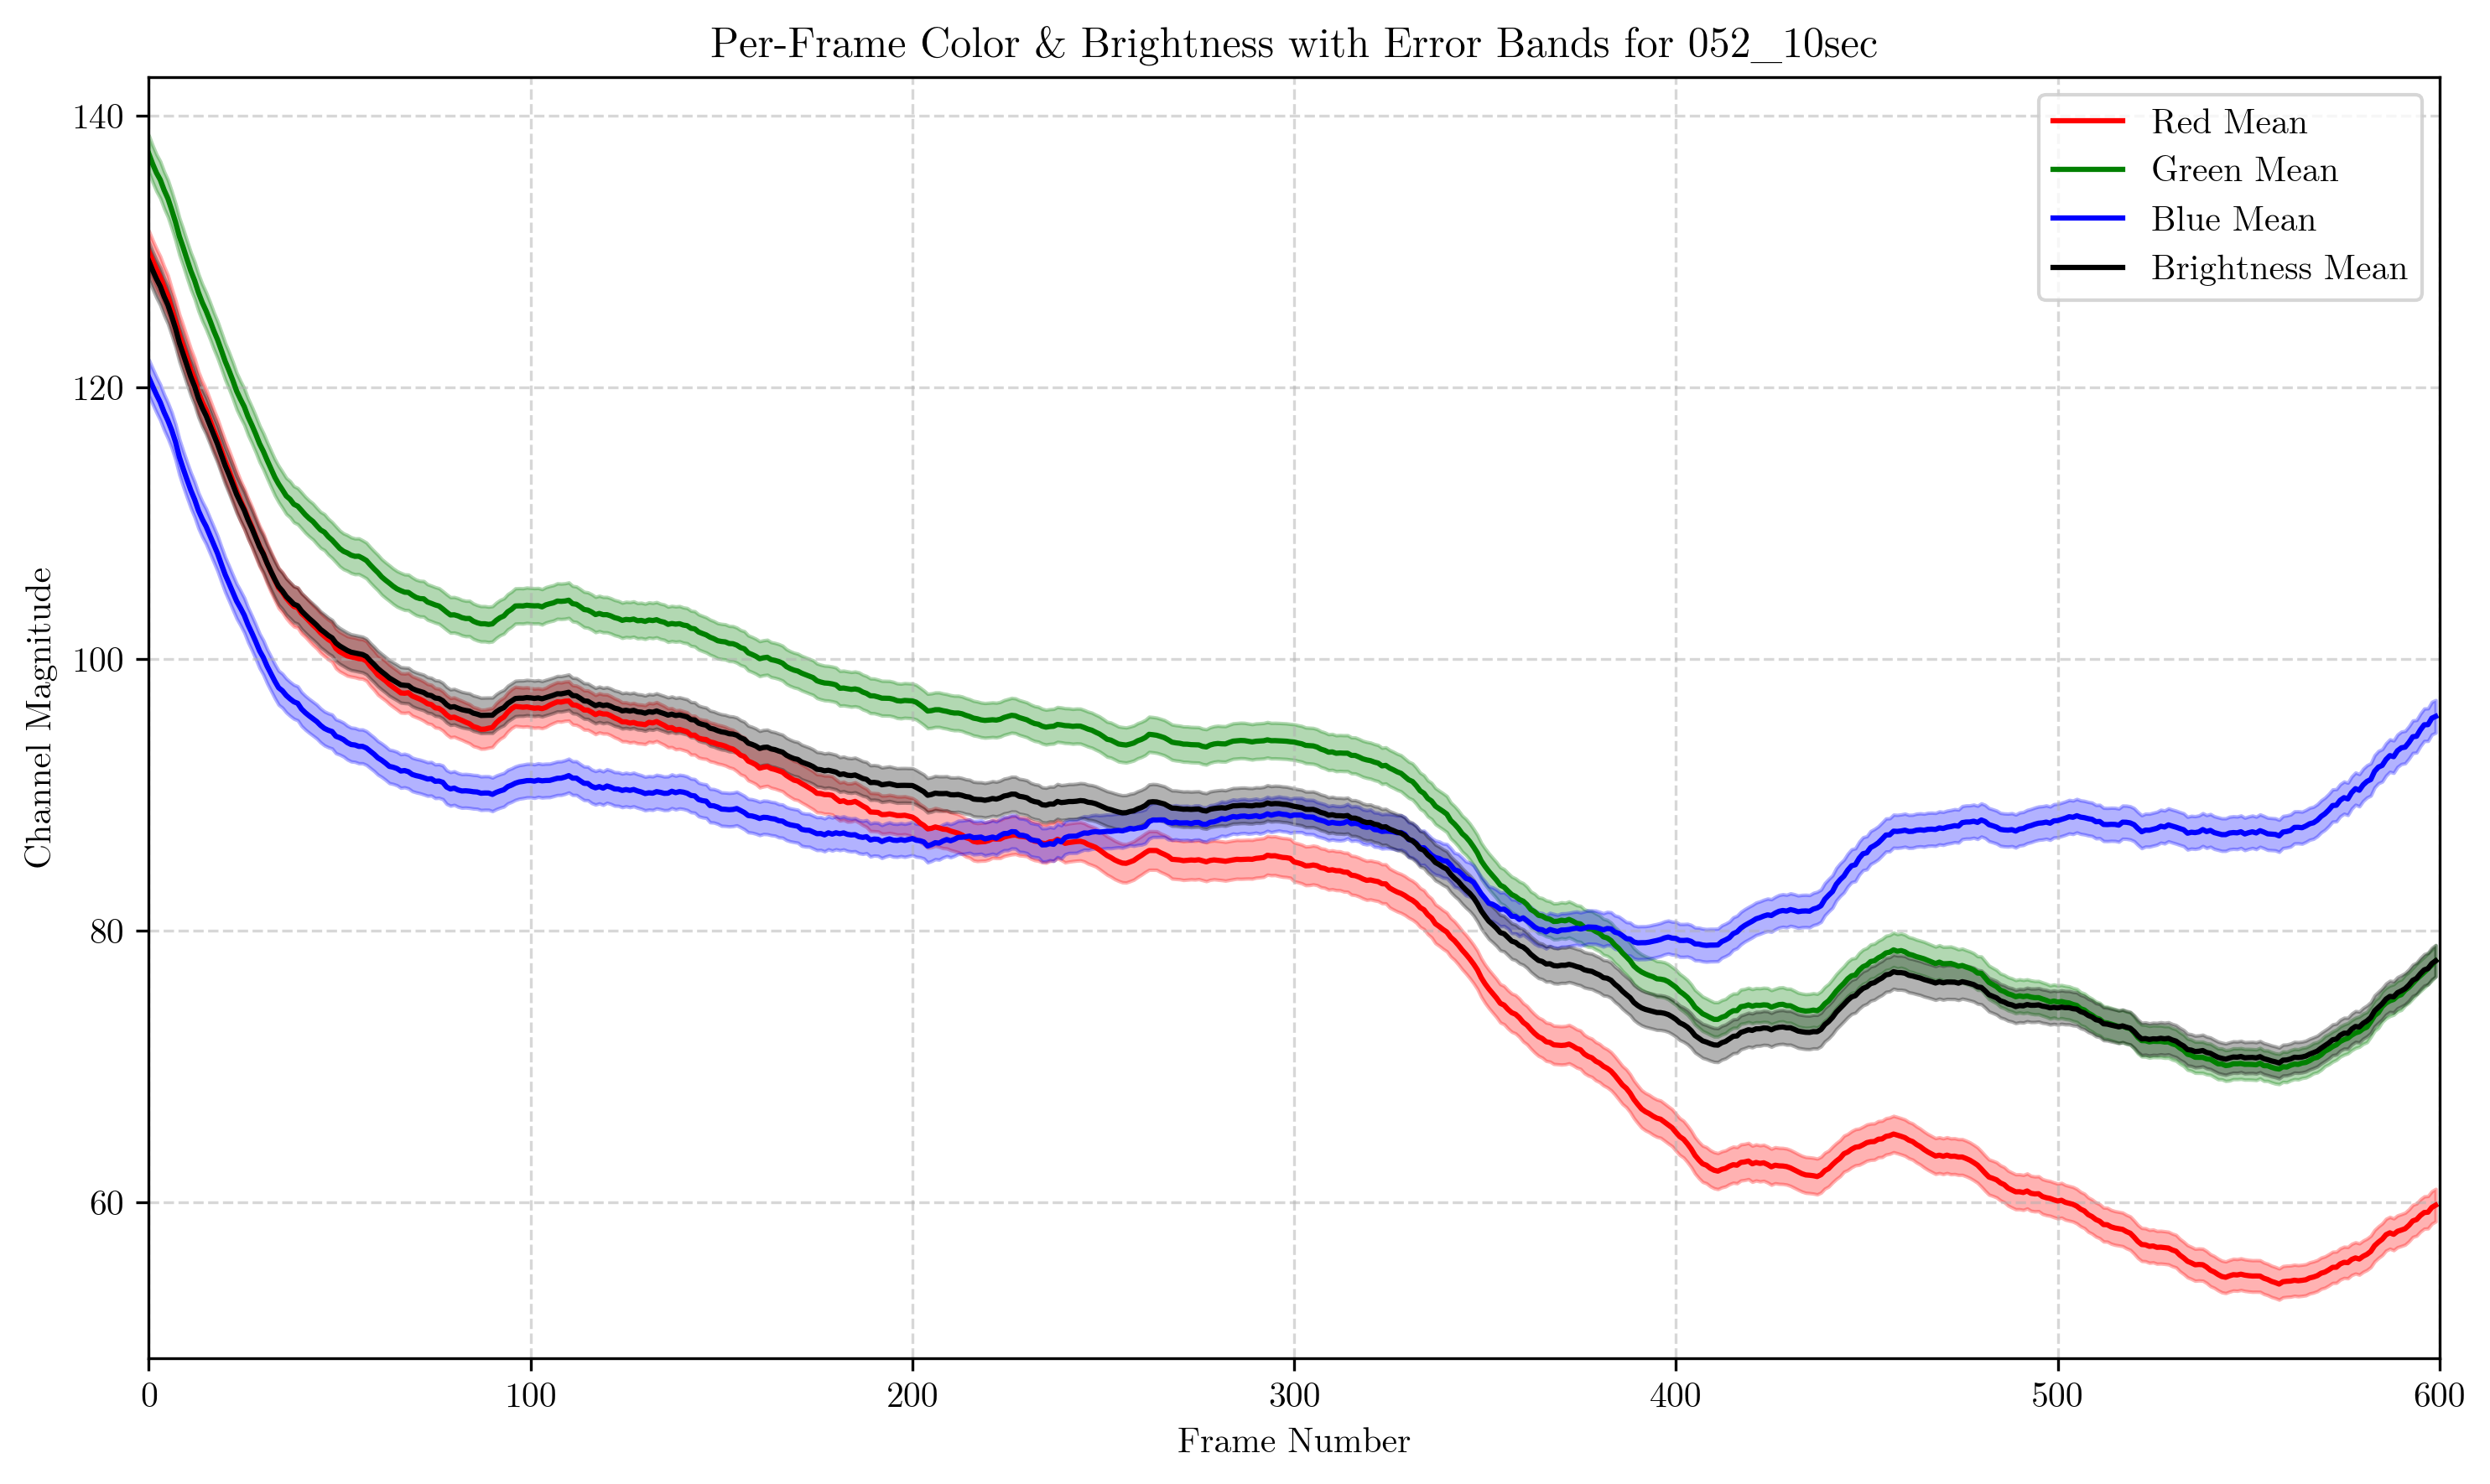 Per-Frame Color & Brightness with Error Bands for 052_10sec
Channel Magnitude
140
120
100
80
60
Red Mean
Green Mean
Blue Mean
Brightness Mean
0 100 200 300 400 500 600
Frame Number